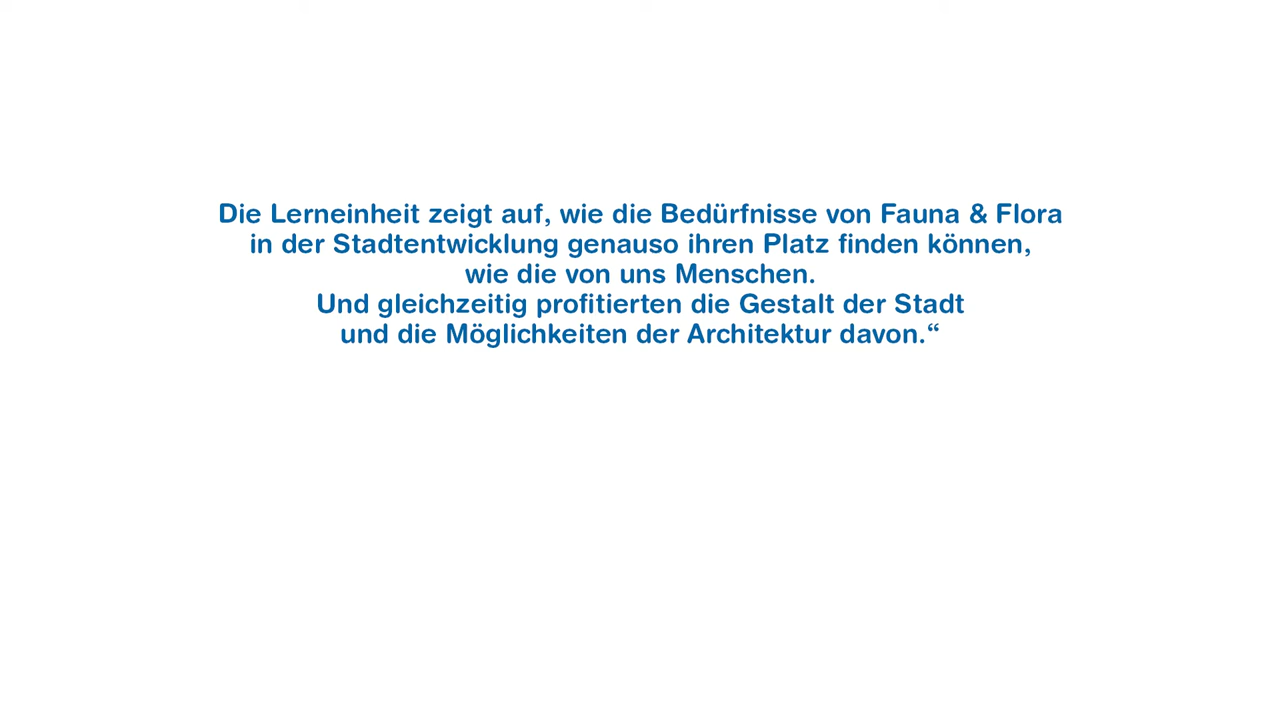 Die Lerneinheit zeigt auf, wie die Bedürfnisse von Fauna & Flora
in der Stadtentwicklung genauso ihren Platz finden können,
wie die von uns Menschen.
Und gleichzeitig profitierten die Gestalt der Stadt
und die Möglichkeiten der Architektur davon.“